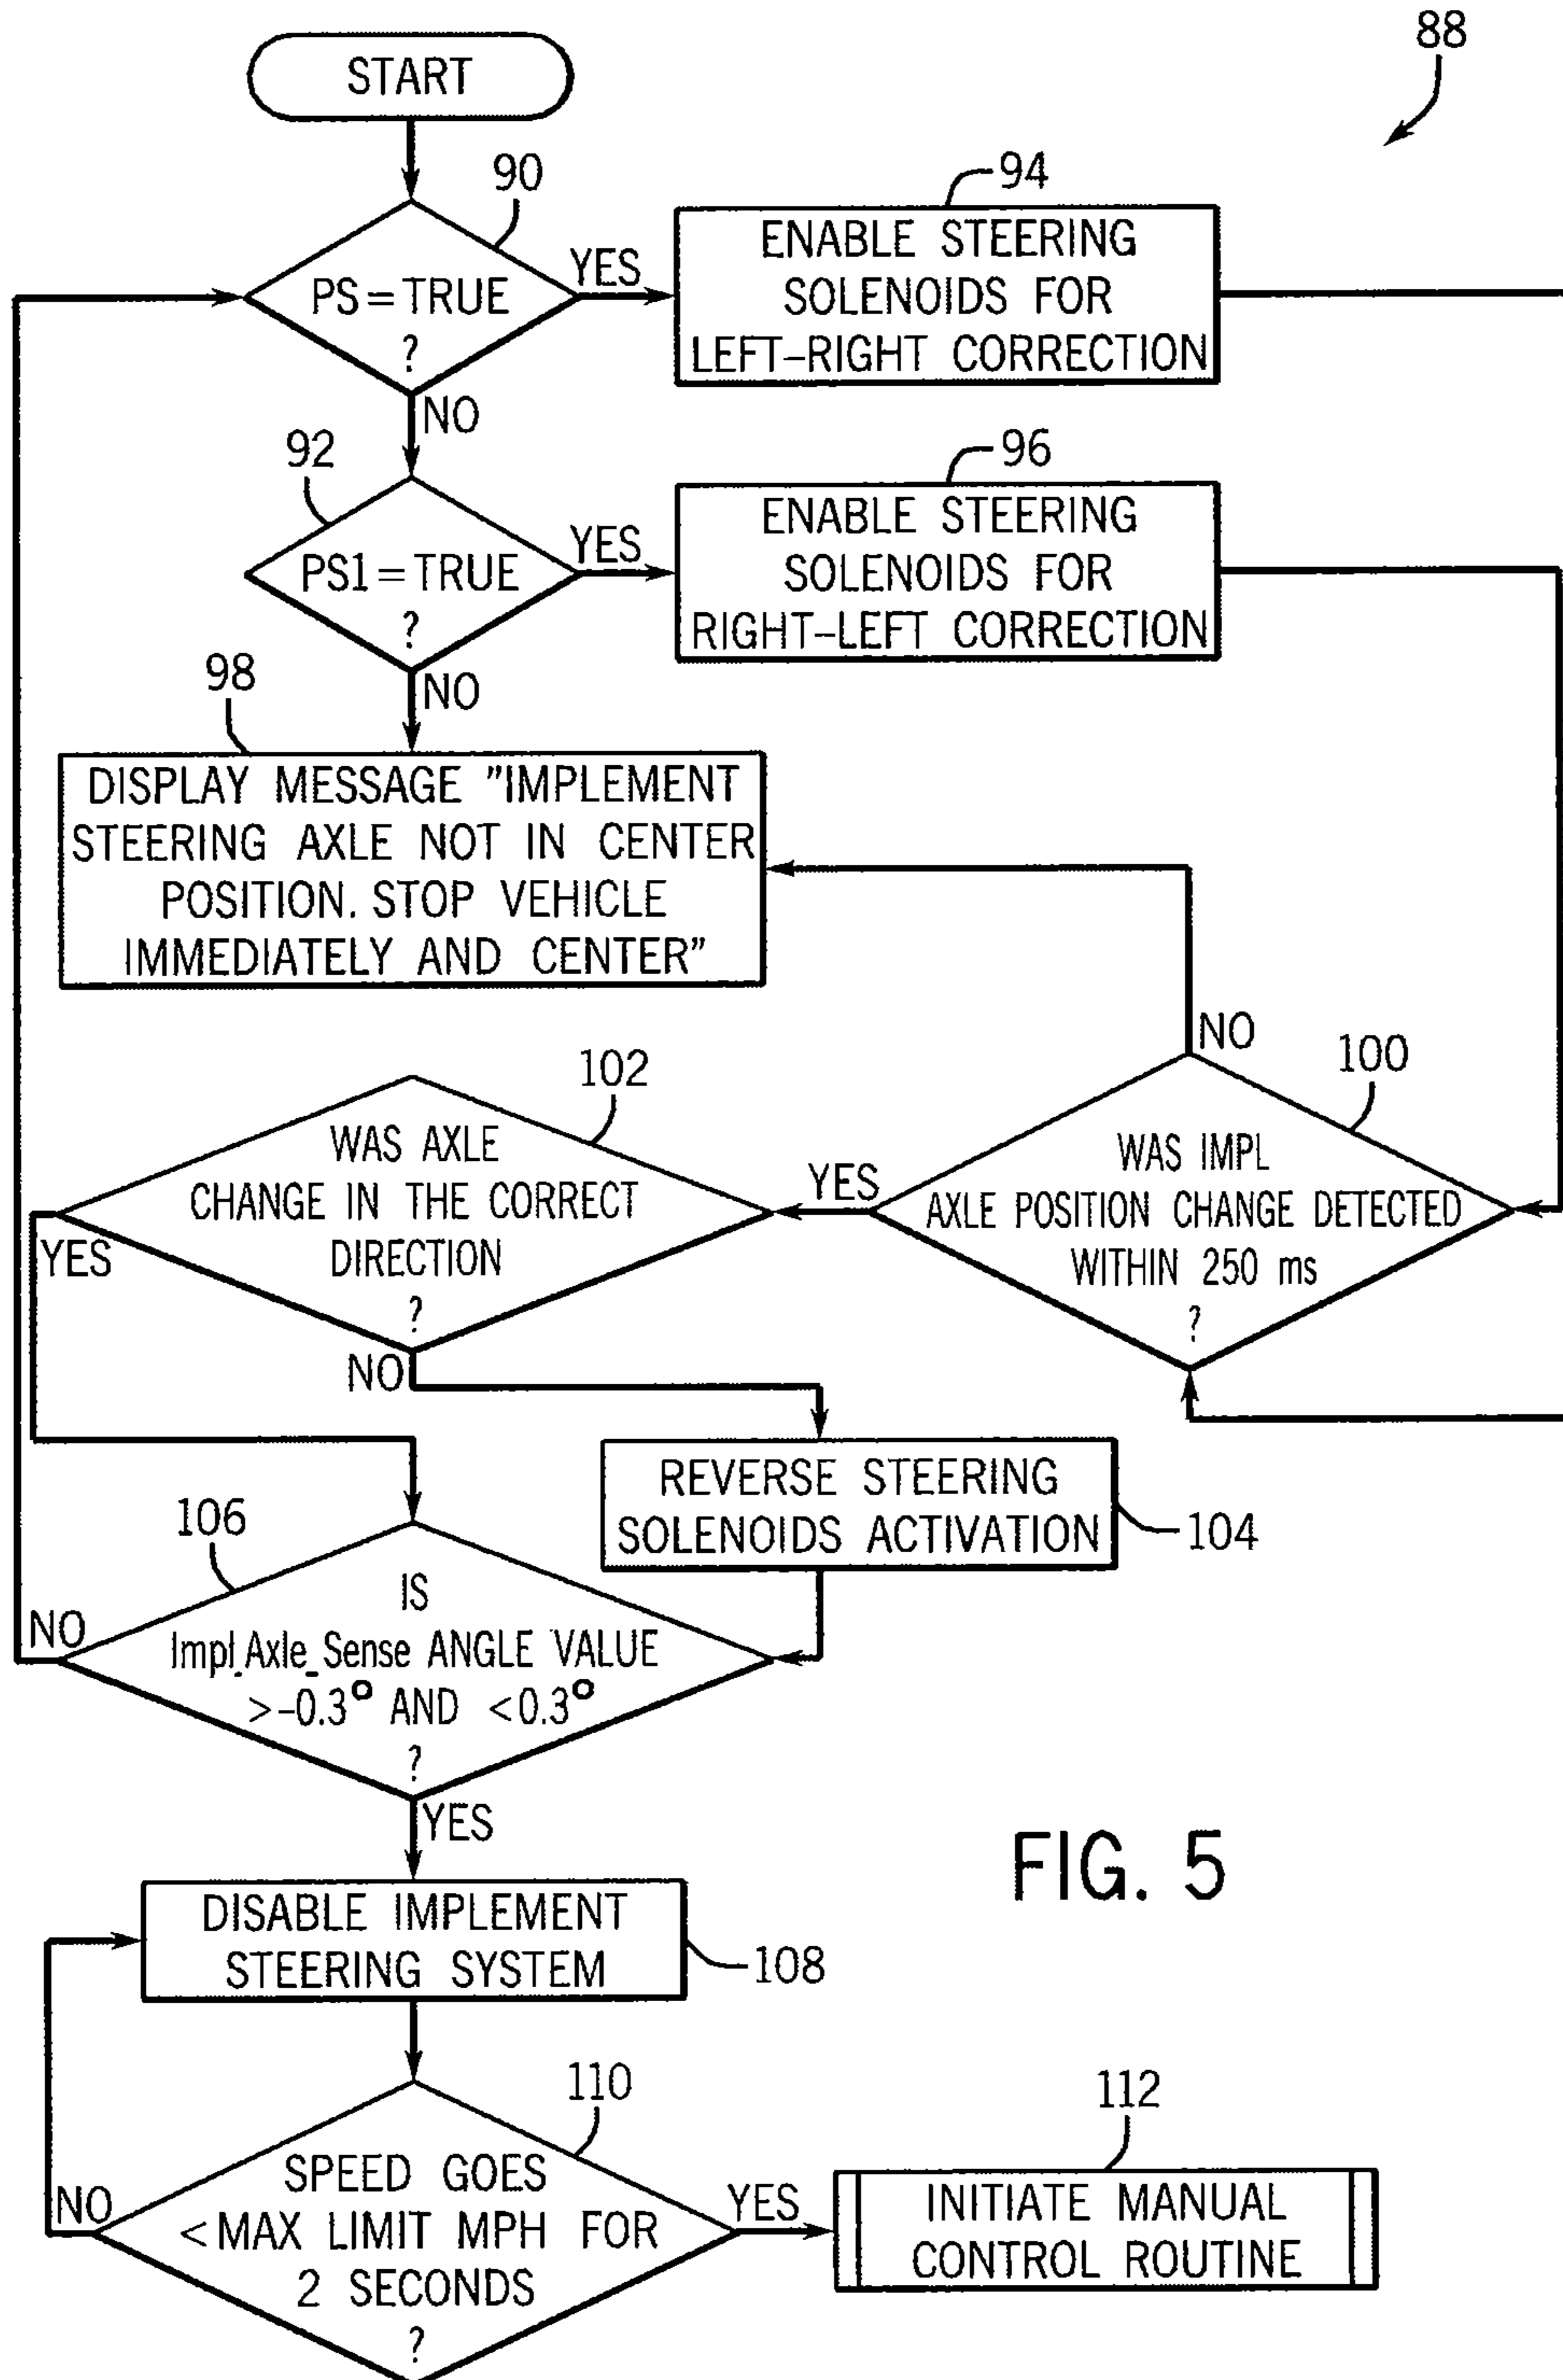 88
START
90
PS=TRUE
?
YES
NO
94
ENABLE STEERING
SOLENOIDS FOR
LEFT-RIGHT CORRECTION
92
PS1=TRUE
?
YES
NO
96
ENABLE STEERING
SOLENOIDS FOR
RIGHT-LEFT CORRECTION
98
DISPLAY MESSAGE "IMPLEMENT
STEERING AXLE NOT IN CENTER
POSITION. STOP VEHICLE
IMMEDIATELY AND CENTER"
NO
100
WAS IMPL
AXLE POSITION CHANGE DETECTED
WITHIN 250 ms
?
YES
102
WAS AXLE
CHANGE IN THE CORRECT
DIRECTION
?
YES
NO
REVERSE STEERING
SOLENOIDS ACTIVATION
104
106
IS
Impl_Axle_Sense ANGLE VALUE
>-0.3° AND <0.3°
?
NO
YES
FIG. 5
DISABLE IMPLEMENT
STEERING SYSTEM
108
110
SPEED GOES
<MAX LIMIT MPH FOR
2 SECONDS
?
NO
YES
112
INITIATE MANUAL
CONTROL ROUTINE